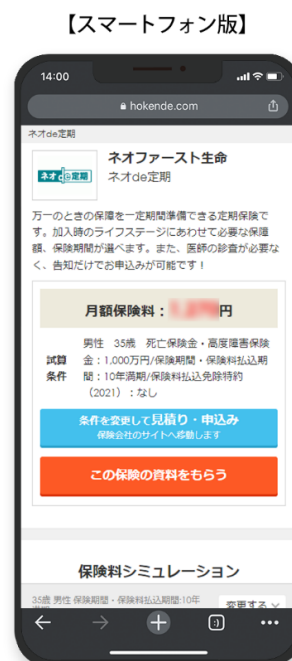 【スマートフォン版】
14:00
hokende.com
ネオde定期
ネオファースト生命
ネオde定期
ネオde定期
万一のときの保障を一定期間準備できる定期保険で
す。加入時のライフステージにあわせて必要な保障
額、保険期間が選べます。また、医師の診査が必要な
く、告知だけでお申込みが可能です！
月額保険料：円
男性 35歳 死亡保険金・高度障害保険
試算 金：1,000万円/保険期間・保険料払込期
条件 間：10年満期/保険料払込免除特約
（2021）：なし
条件を変更して見積り・申込み
保険会社のサイトへ移動します
この保険の資料をもらう
保険料シミュレーション
35歳 男性 保険期間・保険料払込期間:10年
変更する